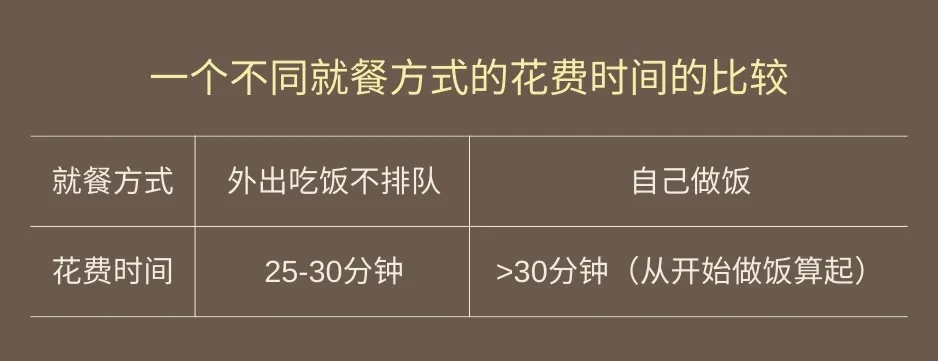 一个不同就餐方式的花费时间的比较
就餐方式 外出吃饭不排队 自己做饭
花费时间 25-30分钟 >30分钟（从开始做饭算起）